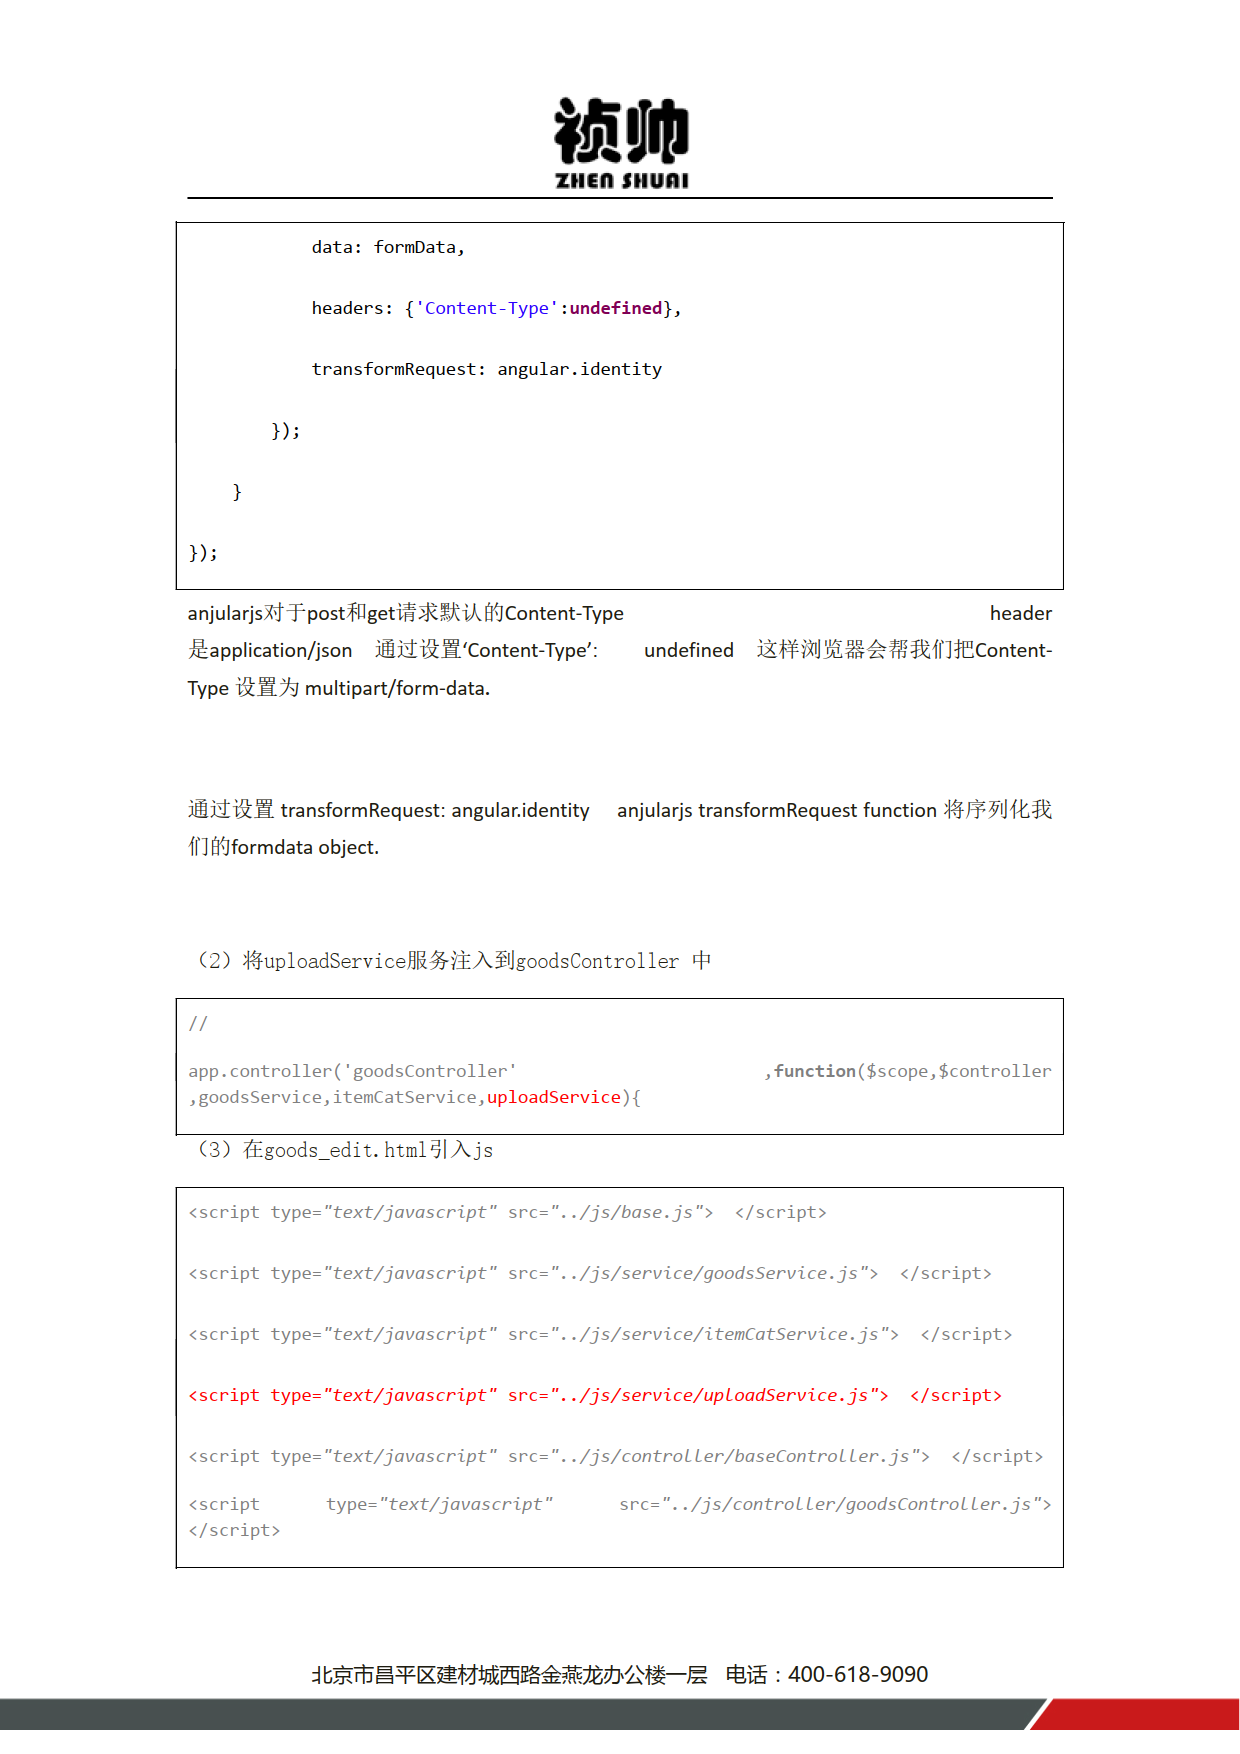 祯帅
ZHEN SHUAI
data: formData,
headers: {'Content-Type':undefined},
transformRequest: angular.identity
});
}
});
anjularjs对于post和get请求默认的Content-Type header
是application/json 通过设置‘Content-Type’: undefined 这样浏览器会帮我们把Content-
Type 设置为 multipart/form-data.
通过设置 transformRequest: angular.identity anjularjs transformRequest function 将序列化我
们的formdata object.
（2）将uploadService服务注入到goodsController 中
//
app.controller('goodsController' ,function($scope,$controller
,goodsService,itemCatService,uploadService){
（3）在goods_edit.html引入js
<script type="text/javascript" src="../js/base.js"> </script>
<script type="text/javascript" src="../js/service/goodsService.js"> </script>
<script type="text/javascript" src="../js/service/itemCatService.js"> </script>
<script type="text/javascript" src="../js/service/uploadService.js"> </script>
<script type="text/javascript" src="../js/controller/baseController.js"> </script>
<script type="text/javascript" src="../js/controller/goodsController.js">
</script>
北京市昌平区建材城西路金燕龙办公楼一层 电话：400-618-9090